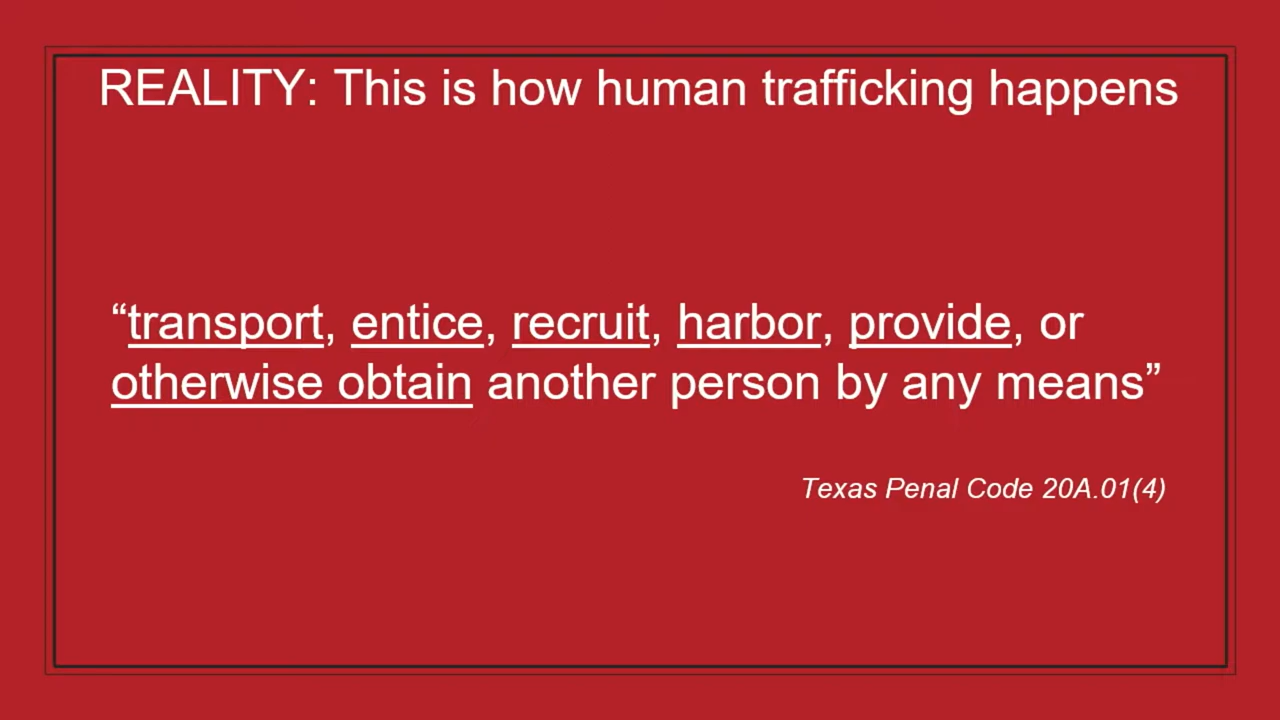 REALITY: This is how human trafficking happens
“transport, entice, recruit, harbor, provide, or
otherwise obtain another person by any means”
Texas Penal Code 20A.01(4)